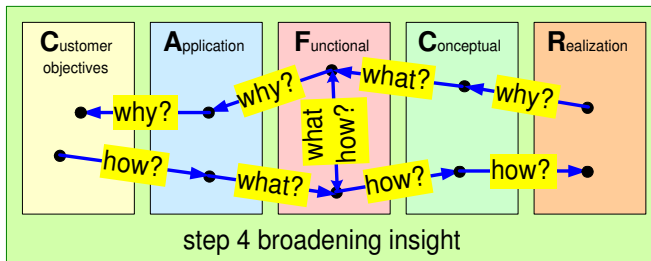 Customer
objectives
Application
Functional
Conceptual
Realization
why?
why?
what?
why?
what
how?
how?
what?
how?
how?
step 4 broadening insight